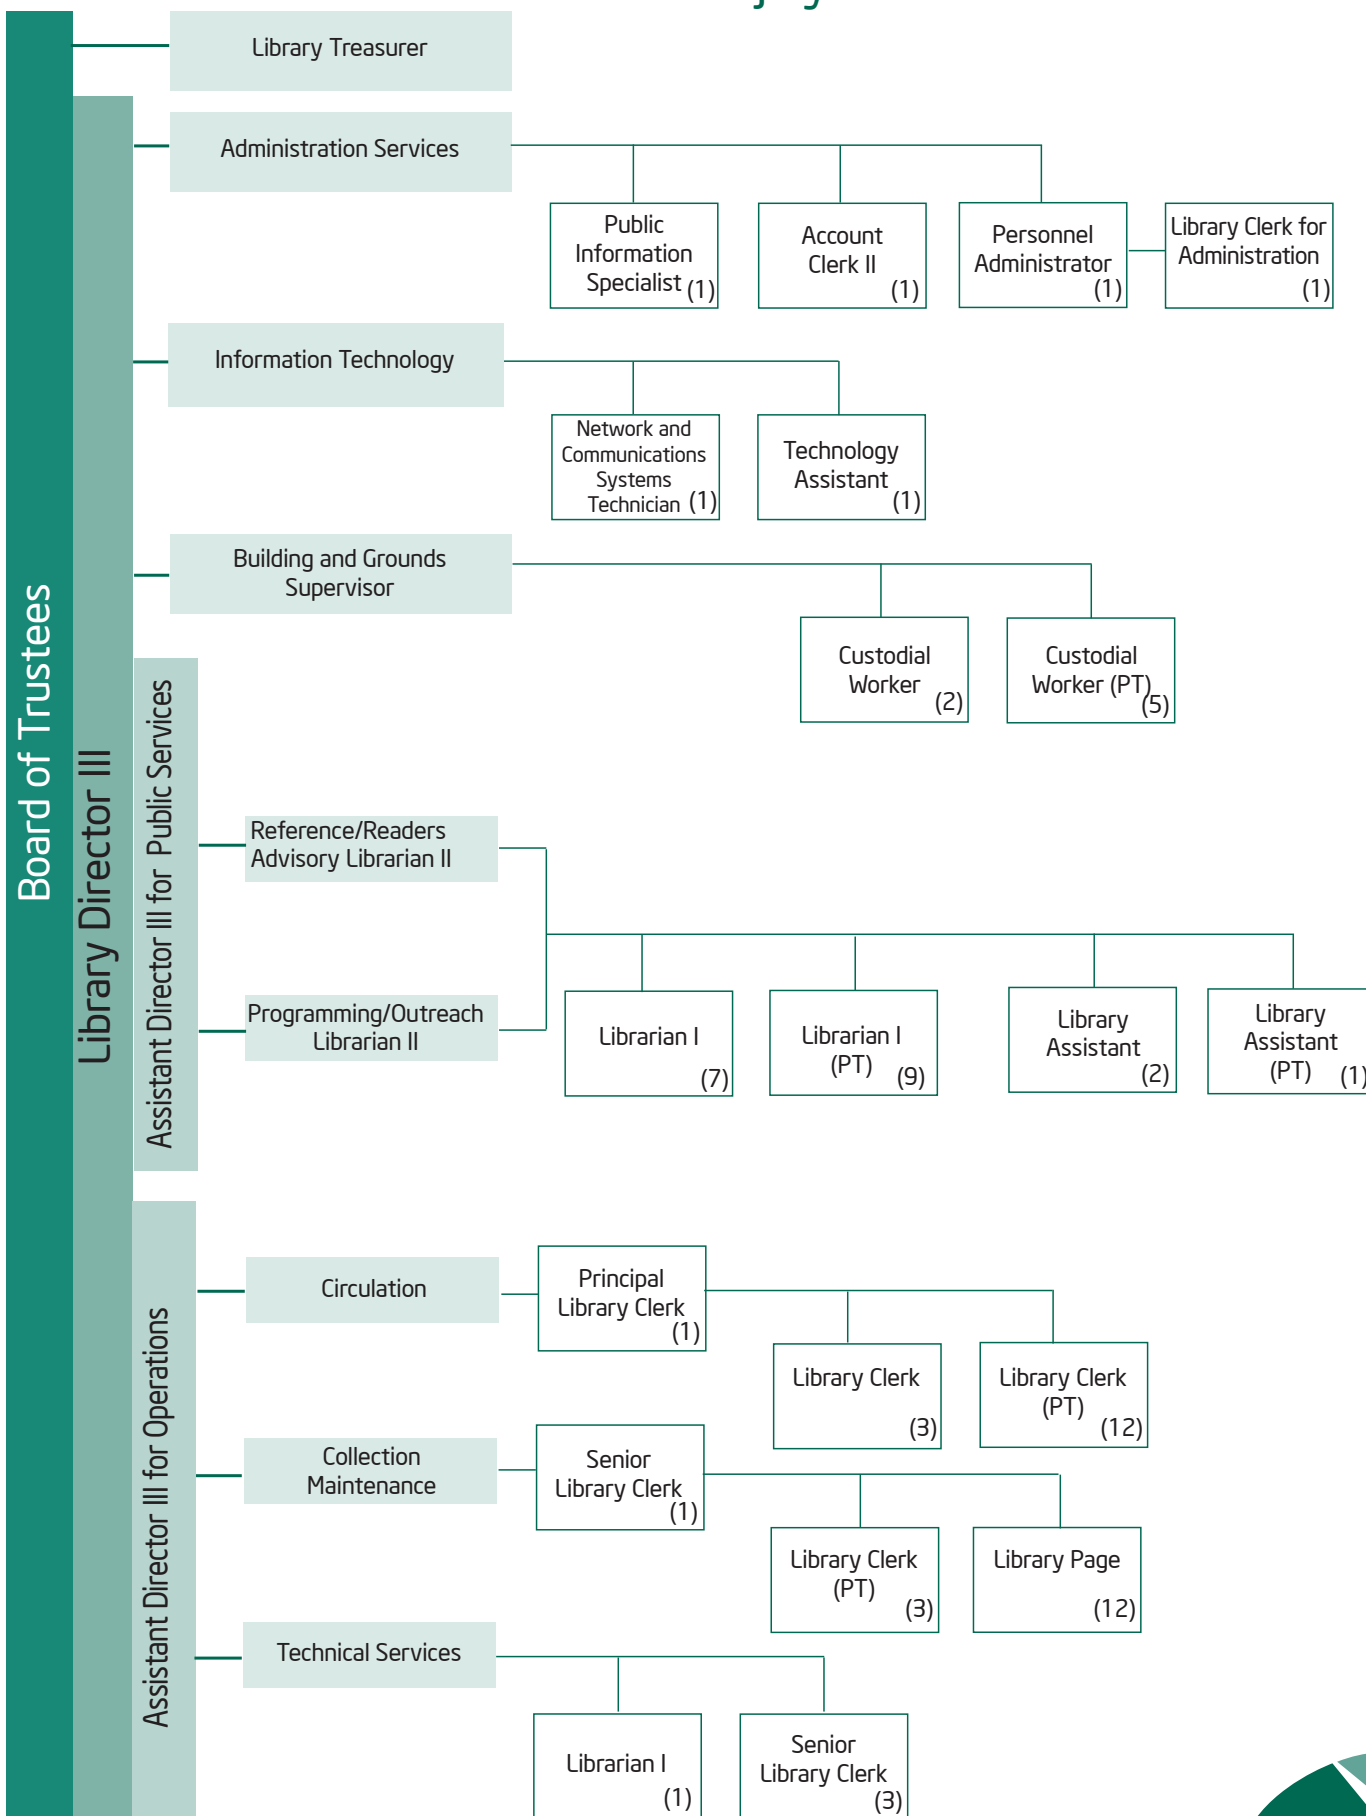 Library Treasurer
Administration Services
Public
Information
Specialist
(1)
Account
Clerk II
(1)
Personnel
Administrator
(1)
Library Clerk for
Administration
(1)
Information Technology
Network and
Communications
Systems
Technician
(1)
Technology
Assistant
(1)
Building and Grounds
Supervisor
Custodial
Worker
(2)
Custodial
Worker (PT)
(5)
Board of Trustees
Library Director III
Assistant Director III for Public Services
Reference/Readers
Advisory Librarian II
Programming/Outreach
Librarian II
Librarian I
(7)
Librarian I
(PT)
(9)
Library
Assistant
(2)
Library
Assistant
(PT)
(1)
Assistant Director III for Operations
Circulation
Principal
Library Clerk
(1)
Library Clerk
(3)
Library Clerk
(PT)
(12)
Collection
Maintenance
Senior
Library Clerk
(1)
Library Clerk
(PT)
(3)
Library Page
(12)
Technical Services
Librarian I
(1)
Senior
Library Clerk
(3)